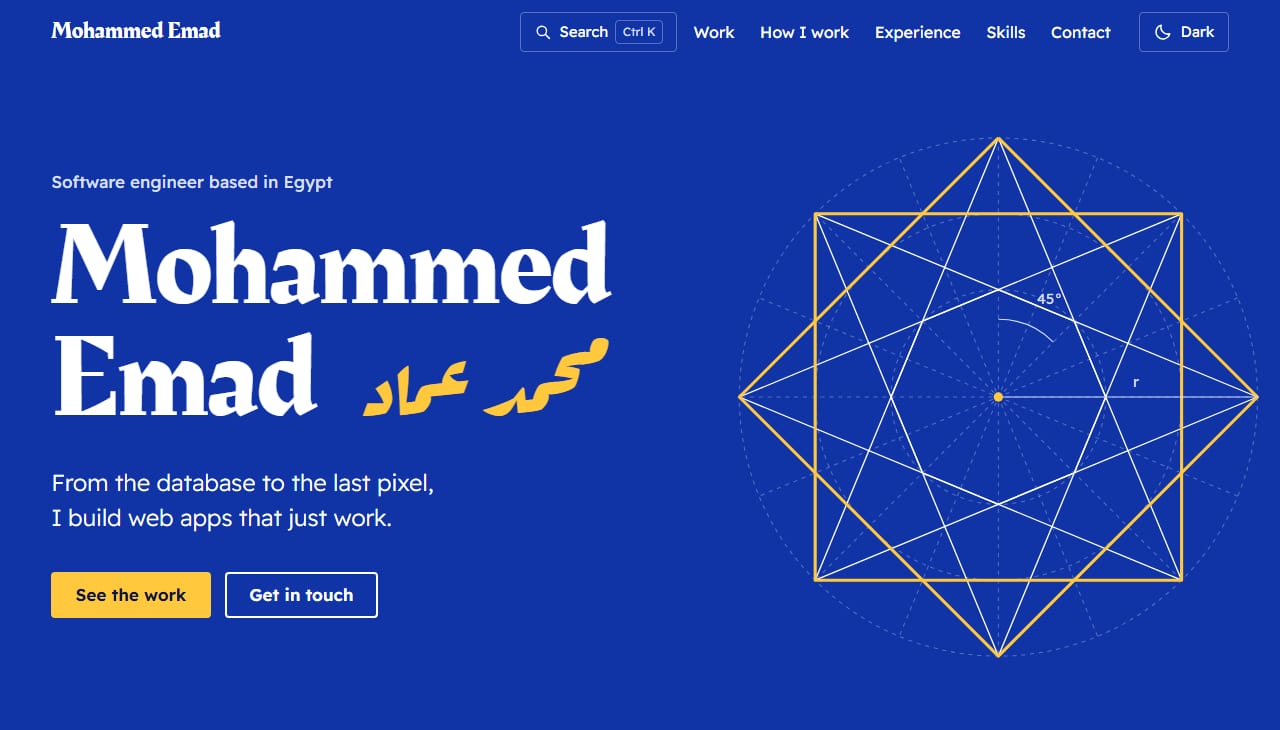 Mohammed Emad
Search Ctrl K Work How I work Experience Skills Contact Dark
Software engineer based in Egypt
Mohammed
Emad محمد عماد
From the database to the last pixel,
I build web apps that just work.
See the work Get in touch
45°
r